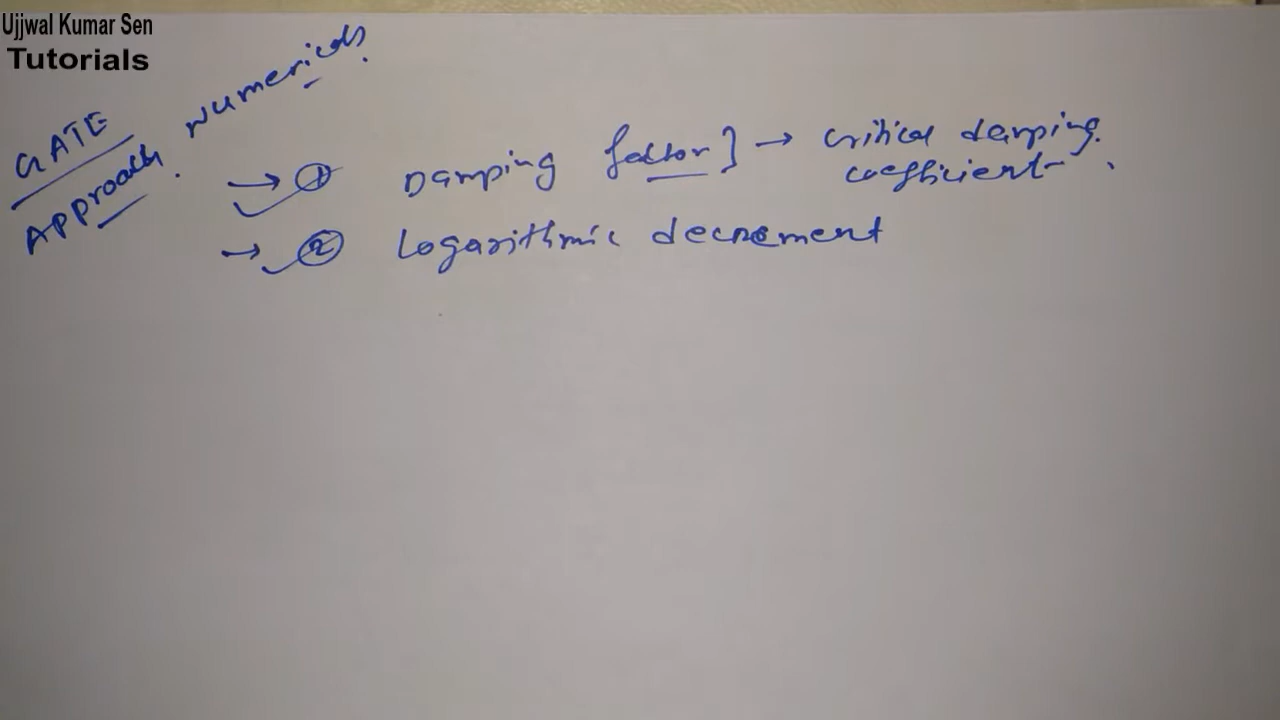 Ujjwal Kumar Sen
Tutorials
GATE
APProach Numericals.
→ ① Damping factor] → critical damping coefficient
→ ② Logarithmic decrement